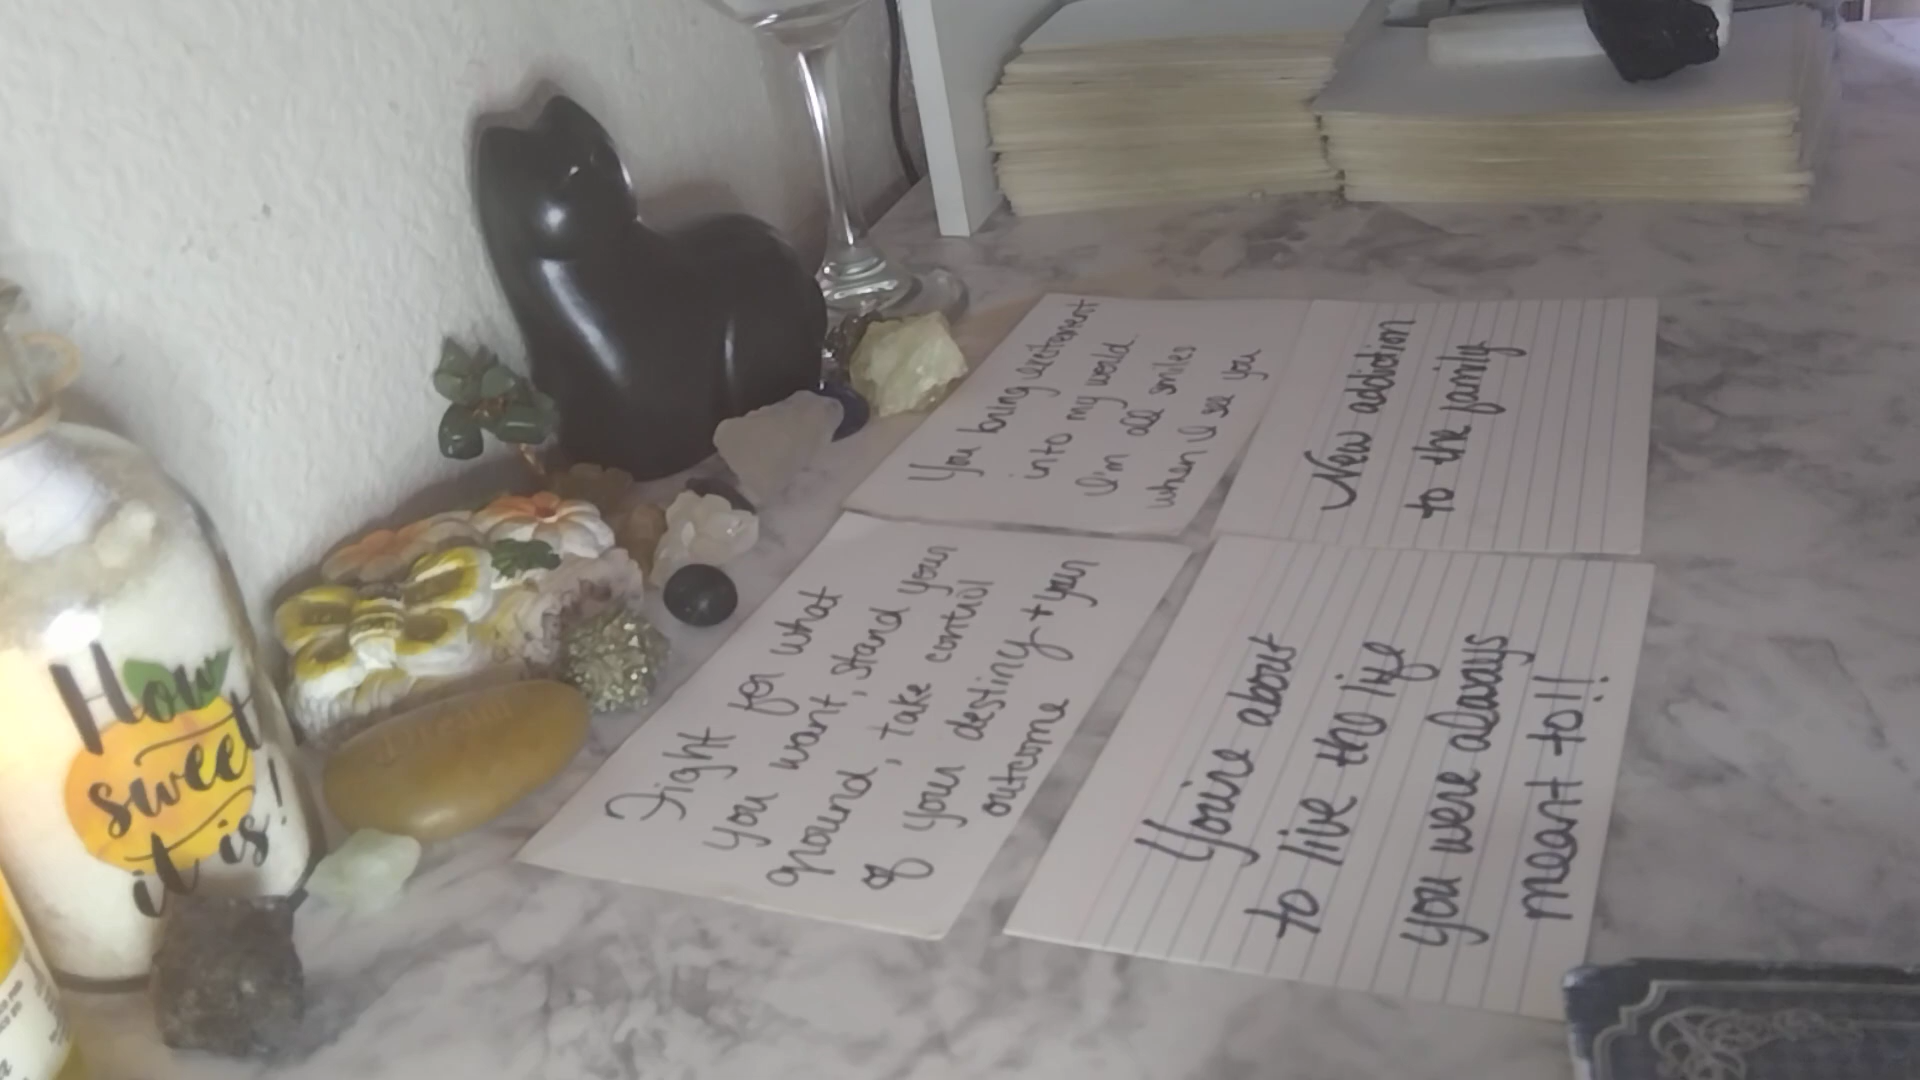 You bring excitement
into my world
I'm all smiles
when I see you
New addiction
to the family
Fight for what
you want, stand your
ground, take control
of your destiny + your
outcome
You're about
to live the life
you were always
meant to!!
How
sweet
it is!
Dream